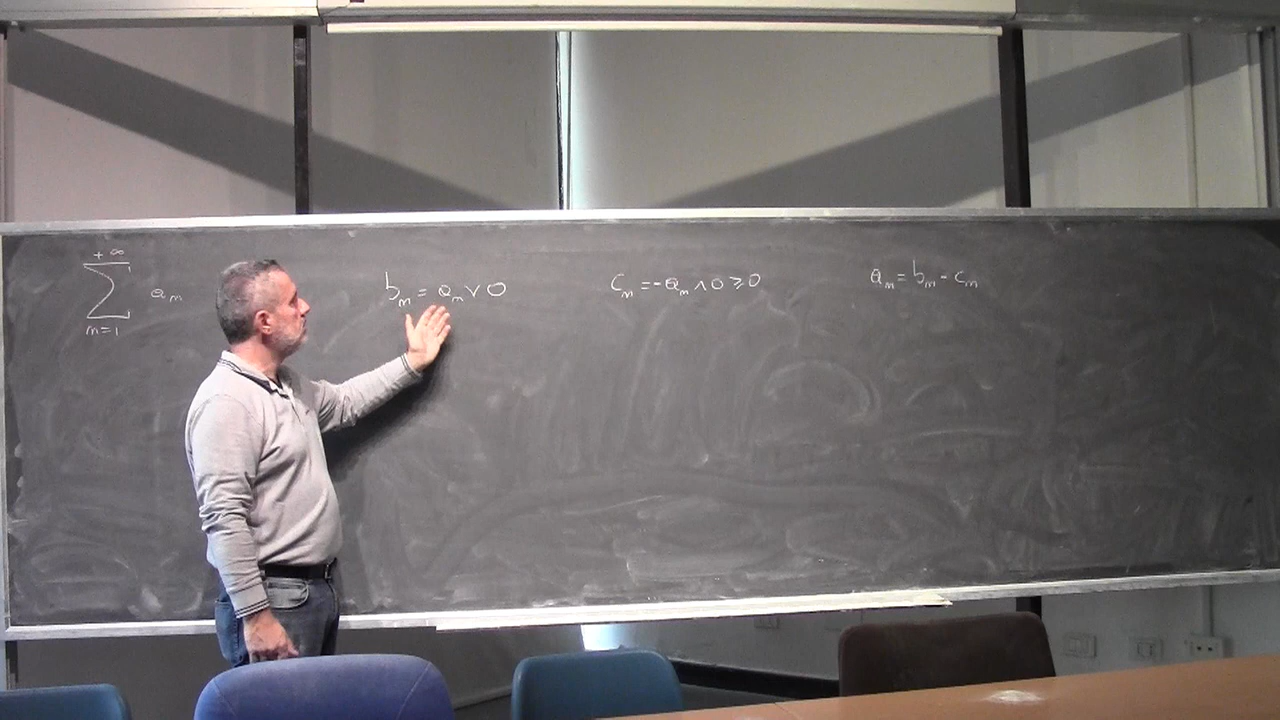 +∞
∑ a_m
m=1
b_m = a_m ∨ 0
c_m = -a_m ∧ 0 ⩾ 0
a_m = b_m - c_m